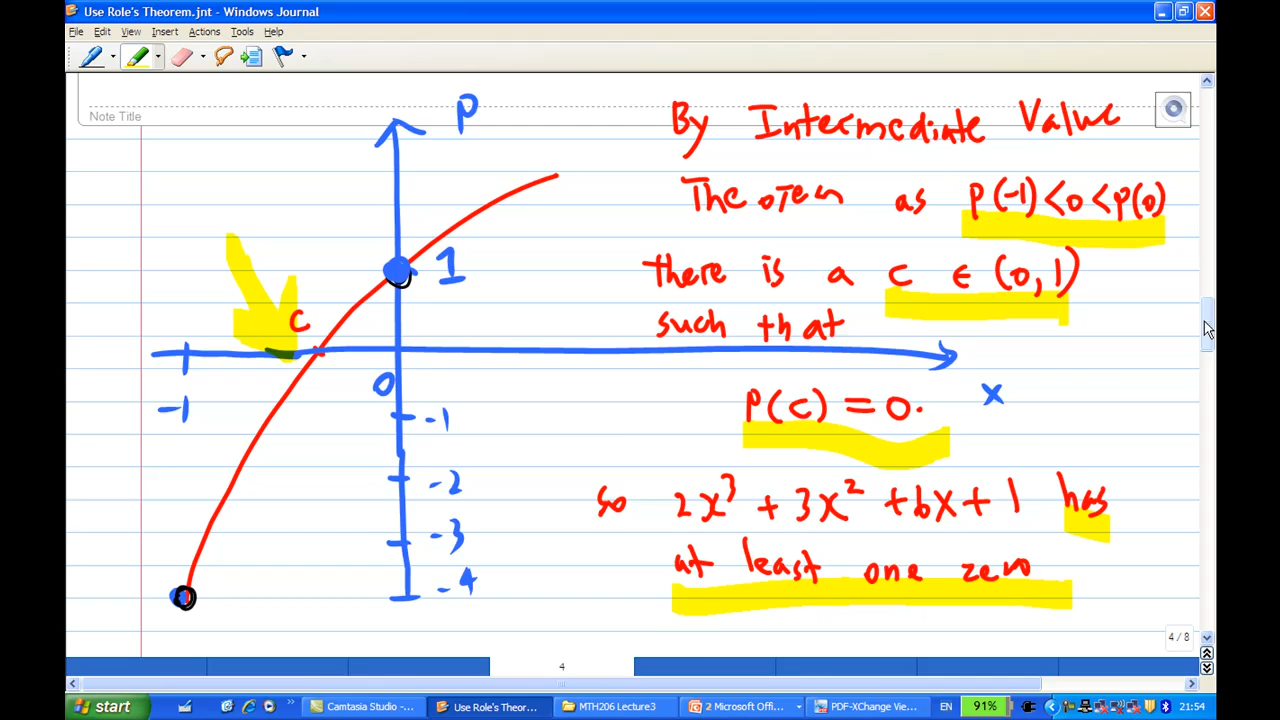 Use Role's Theorem.jnt - Windows Journal
File Edit View Insert Actions Tools Help
Note Title
P
By Intermediate Value
Theorem as P(-1)<0<P(0)
there is a c ∈ (0,1)
such that
P(c) = 0.
so 2x³ + 3x² + 6x + 1 has
at least one zero
1
c
-1
0
x
-1
-2
-3
-4
4 / 8
4
start
Camtasia Studio -...
Use Role's Theorem...
MTH206 Lecture3
2 Microsoft Offi...
PDF-XChange Vie...
EN
91%
21:54